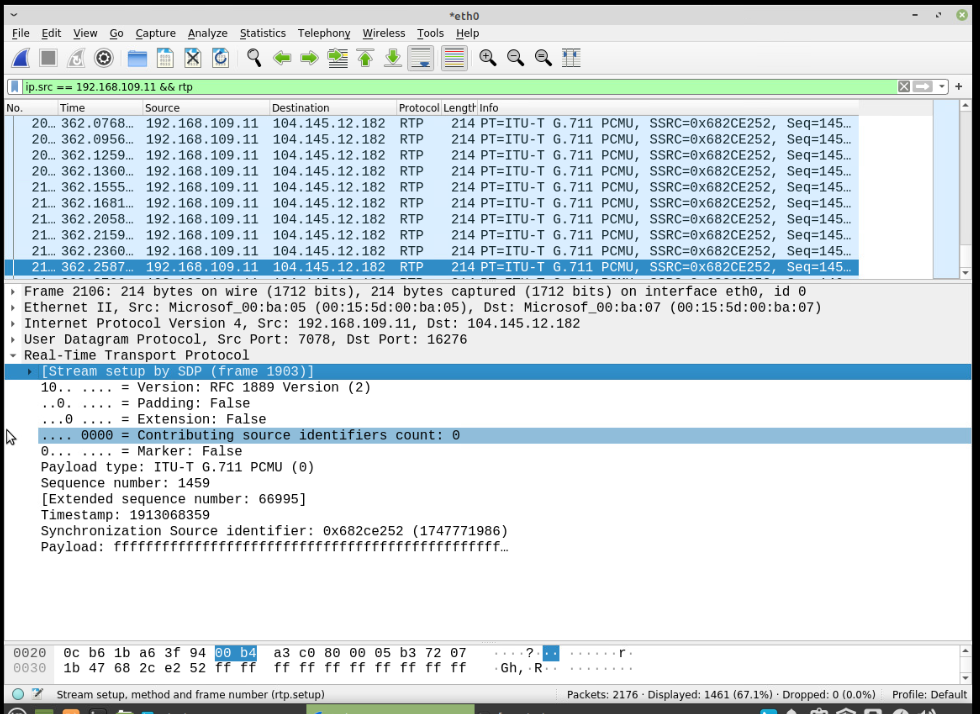 *eth0
File Edit View Go Capture Analyze Statistics Telephony Wireless Tools Help
ip.src == 192.168.109.11 && rtp
No. Time Source Destination Protocol Length Info
20… 362.0768… 192.168.109.11 104.145.12.182 RTP 214 PT=ITU-T G.711 PCMU, SSRC=0x682CE252, Seq=145…
20… 362.0956… 192.168.109.11 104.145.12.182 RTP 214 PT=ITU-T G.711 PCMU, SSRC=0x682CE252, Seq=145…
20… 362.1259… 192.168.109.11 104.145.12.182 RTP 214 PT=ITU-T G.711 PCMU, SSRC=0x682CE252, Seq=145…
20… 362.1360… 192.168.109.11 104.145.12.182 RTP 214 PT=ITU-T G.711 PCMU, SSRC=0x682CE252, Seq=145…
21… 362.1555… 192.168.109.11 104.145.12.182 RTP 214 PT=ITU-T G.711 PCMU, SSRC=0x682CE252, Seq=145…
21… 362.1681… 192.168.109.11 104.145.12.182 RTP 214 PT=ITU-T G.711 PCMU, SSRC=0x682CE252, Seq=145…
21… 362.2058… 192.168.109.11 104.145.12.182 RTP 214 PT=ITU-T G.711 PCMU, SSRC=0x682CE252, Seq=145…
21… 362.2159… 192.168.109.11 104.145.12.182 RTP 214 PT=ITU-T G.711 PCMU, SSRC=0x682CE252, Seq=145…
21… 362.2360… 192.168.109.11 104.145.12.182 RTP 214 PT=ITU-T G.711 PCMU, SSRC=0x682CE252, Seq=145…
21… 362.2587… 192.168.109.11 104.145.12.182 RTP 214 PT=ITU-T G.711 PCMU, SSRC=0x682CE252, Seq=145…
Frame 2106: 214 bytes on wire (1712 bits), 214 bytes captured (1712 bits) on interface eth0, id 0
Ethernet II, Src: Microsof_00:ba:05 (00:15:5d:00:ba:05), Dst: Microsof_00:ba:07 (00:15:5d:00:ba:07)
Internet Protocol Version 4, Src: 192.168.109.11, Dst: 104.145.12.182
User Datagram Protocol, Src Port: 7078, Dst Port: 16276
Real-Time Transport Protocol
[Stream setup by SDP (frame 1903)]
10.. .... = Version: RFC 1889 Version (2)
..0. .... = Padding: False
...0 .... = Extension: False
.... 0000 = Contributing source identifiers count: 0
0... .... = Marker: False
Payload type: ITU-T G.711 PCMU (0)
Sequence number: 1459
[Extended sequence number: 66995]
Timestamp: 1913068359
Synchronization Source identifier: 0x682ce252 (1747771986)
Payload: ffffffffffffffffffffffffffffffffffffffffffffffff…
0020 0c b6 1b a6 3f 94 00 b4 a3 c0 80 00 05 b3 72 07 ····?··· ······r·
0030 1b 47 68 2c e2 52 ff ff ff ff ff ff ff ff ff ff ·Gh,·R·· ········
Stream setup, method and frame number (rtp.setup) Packets: 2176 · Displayed: 1461 (67.1%) · Dropped: 0 (0.0%) Profile: Default